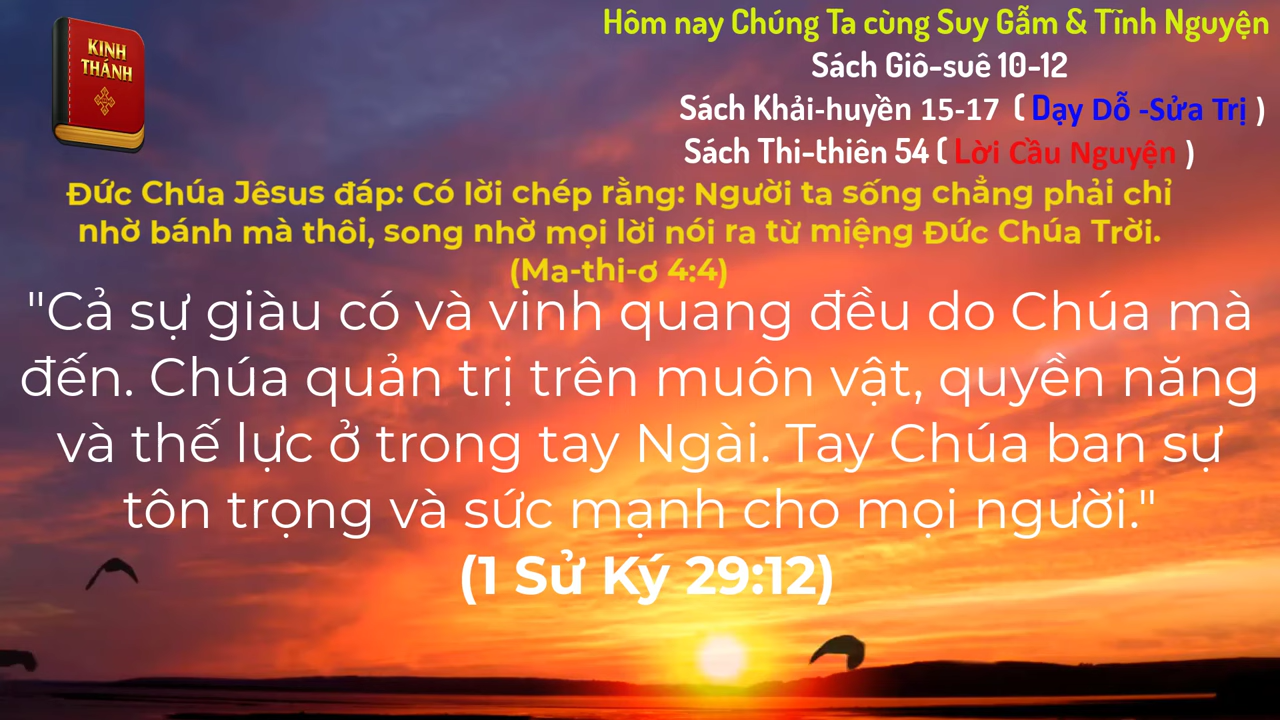 KINH
THÁNH
Hôm nay Chúng Ta cùng Suy Gẫm & Tĩnh Nguyện
Sách Giô-suê 10-12
Sách Khải-huyền 15-17 ( Dạy Dỗ -Sửa Trị )
Sách Thi-thiên 54 ( Lời Cầu Nguyện )
Đức Chúa Jêsus đáp: Có lời chép rằng: Người ta sống chẳng phải chỉ
nhờ bánh mà thôi, song nhờ mọi lời nói ra từ miệng Đức Chúa Trời.
(Ma-thi-ơ 4:4)
"Cả sự giàu có và vinh quang đều do Chúa mà
đến. Chúa quản trị trên muôn vật, quyền năng
và thế lực ở trong tay Ngài. Tay Chúa ban sự
tôn trọng và sức mạnh cho mọi người."
(1 Sử Ký 29:12)